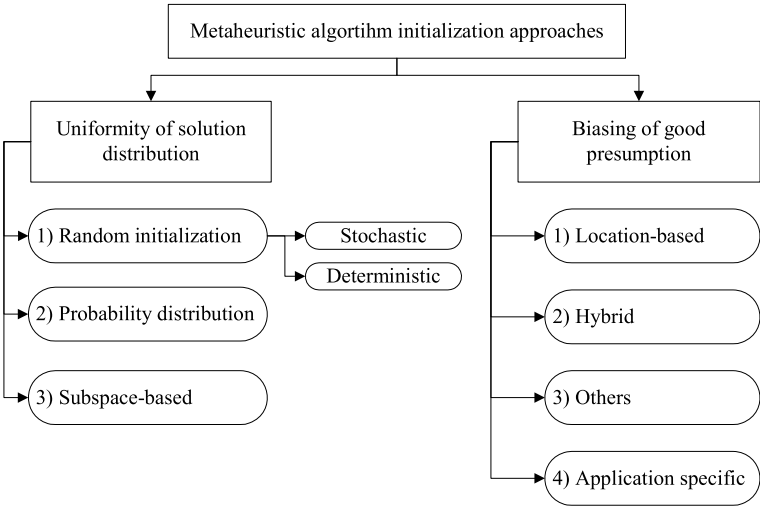 Metaheuristic algortihm initialization approaches
Uniformity of solution
distribution
Biasing of good
presumption
1) Random initialization
Stochastic
Deterministic
2) Probability distribution
3) Subspace-based
1) Location-based
2) Hybrid
3) Others
4) Application specific